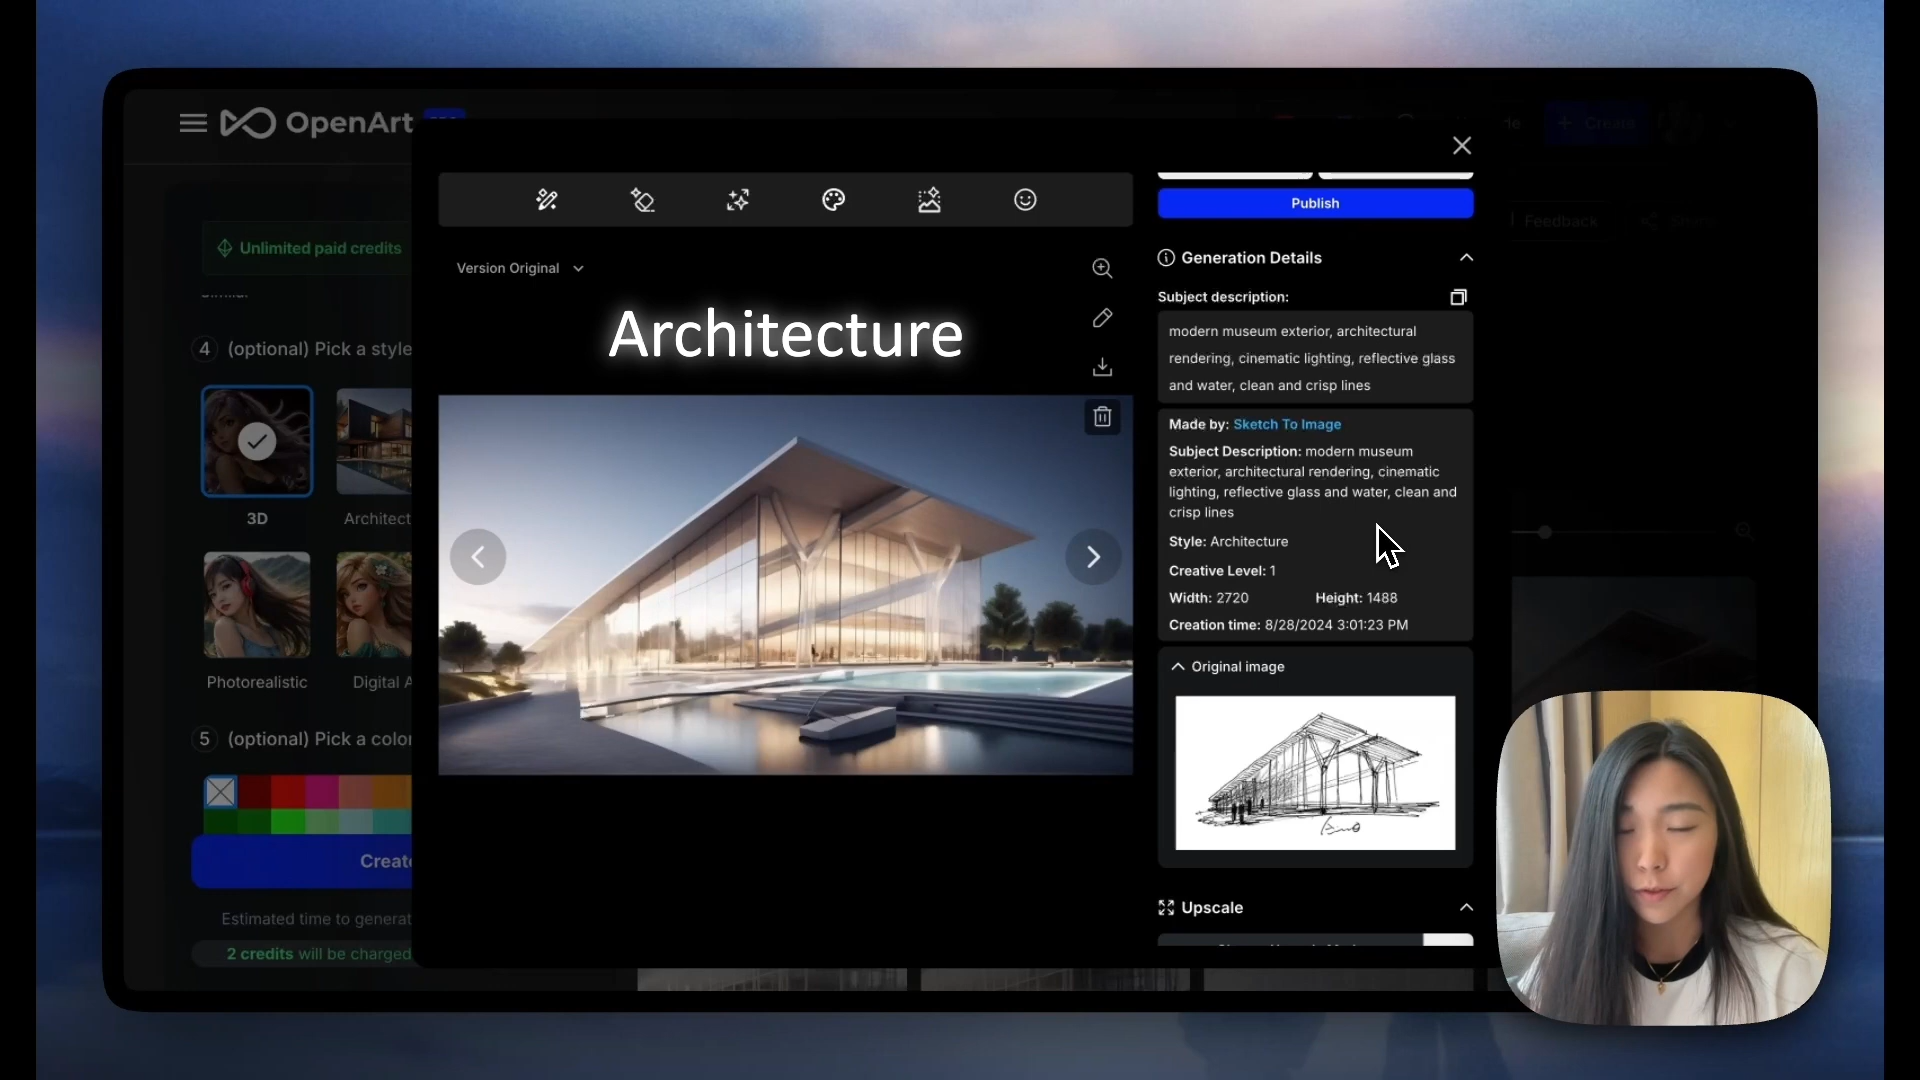 OpenArt
Create
Feedback
Unlimited paid credits
4 (optional) Pick a style
3D
Architect
Photorealistic
Digital A
5 (optional) Pick a color
Create
Estimated time to generat
2 credits will be charged
Version Original
Architecture
Publish
Generation Details
Subject description:
modern museum exterior, architectural
rendering, cinematic lighting, reflective glass
and water, clean and crisp lines
Made by: Sketch To Image
Subject Description: modern museum
exterior, architectural rendering, cinematic
lighting, reflective glass and water, clean and
crisp lines
Style: Architecture
Creative Level: 1
Width: 2720 Height: 1488
Creation time: 8/28/2024 3:01:23 PM
Original image
Upscale